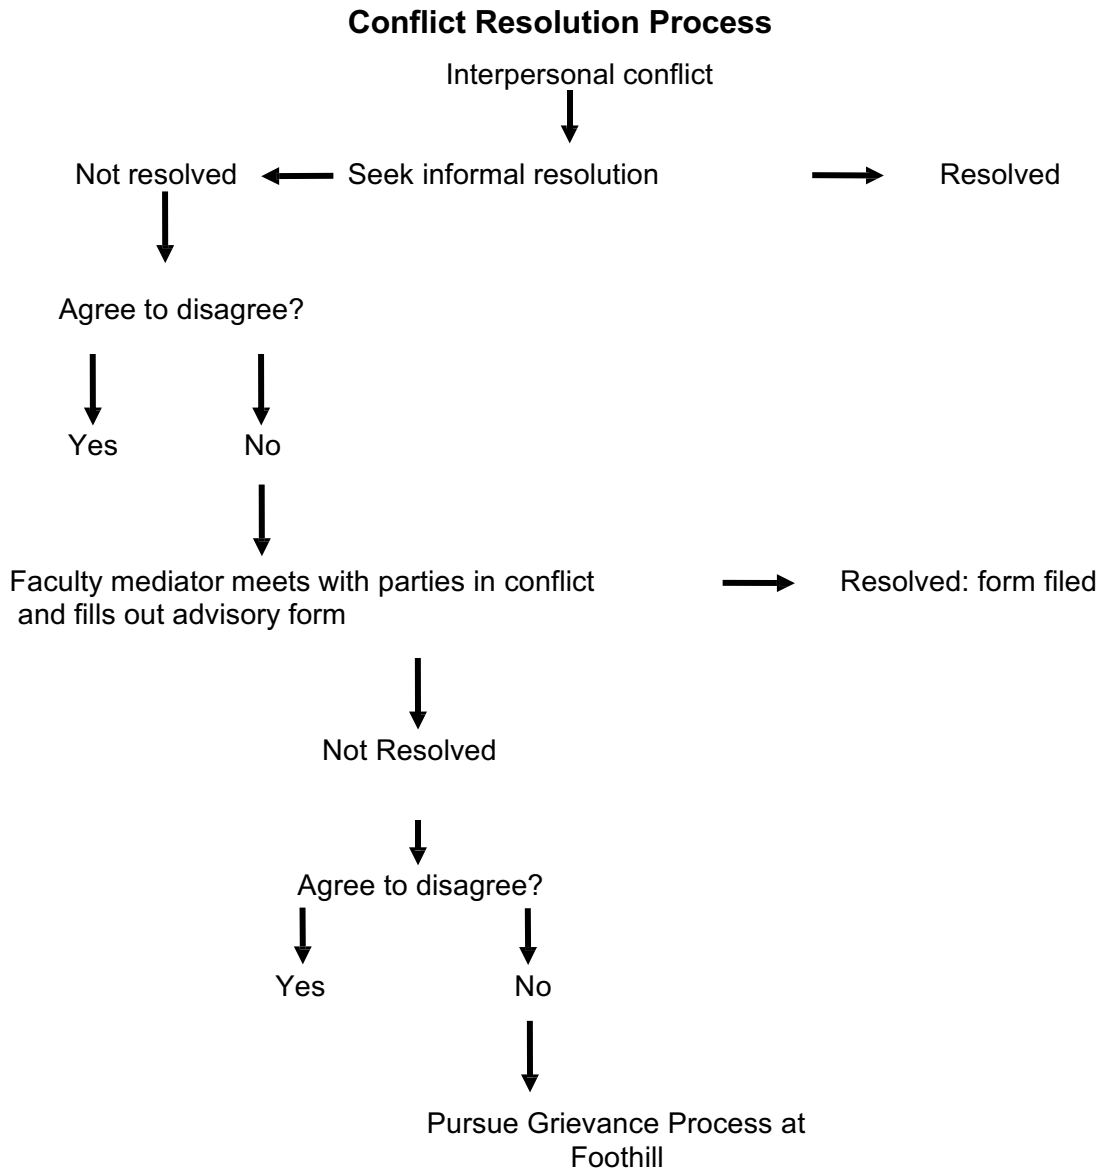 Conflict Resolution Process
Interpersonal conflict
Not resolved
Seek informal resolution
Resolved
Agree to disagree?
Yes
No
Faculty mediator meets with parties in conflict
and fills out advisory form
Resolved: form filed
Not Resolved
Agree to disagree?
Yes
No
Pursue Grievance Process at
Foothill